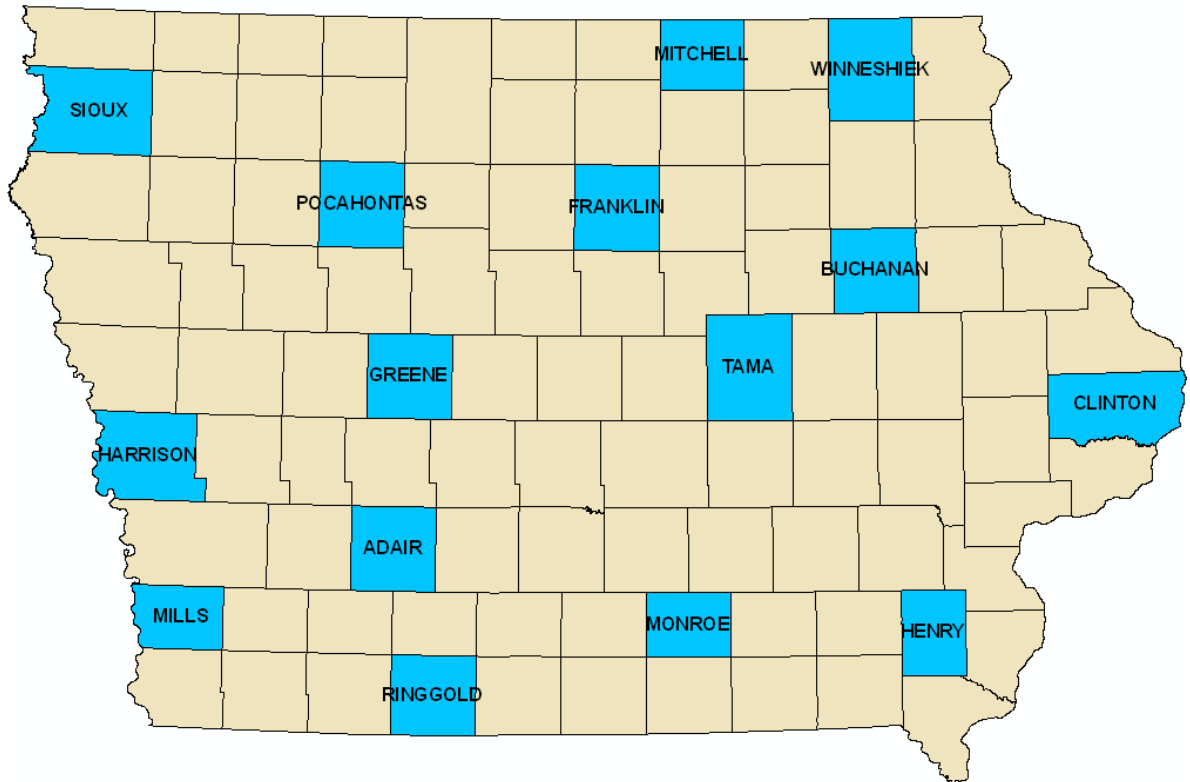 MITCHELL
WINNESHIEK
SIOUX
POCAHONTAS
FRANKLIN
BUCHANAN
GREENE
TAMA
CLINTON
HARRISON
ADAIR
MILLS
MONROE
HENRY
RINGGOLD